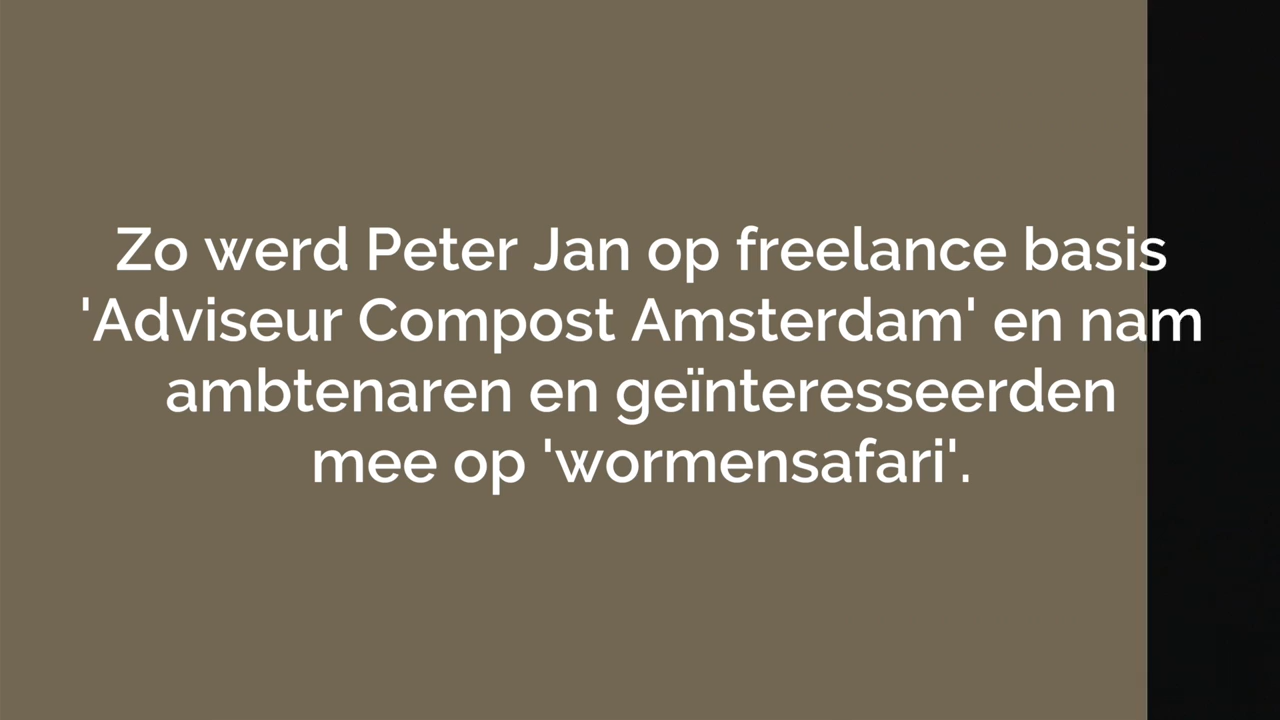 Zo werd Peter Jan op freelance basis
'Adviseur Compost Amsterdam' en nam
ambtenaren en geïnteresseerden
mee op 'wormensafari'.